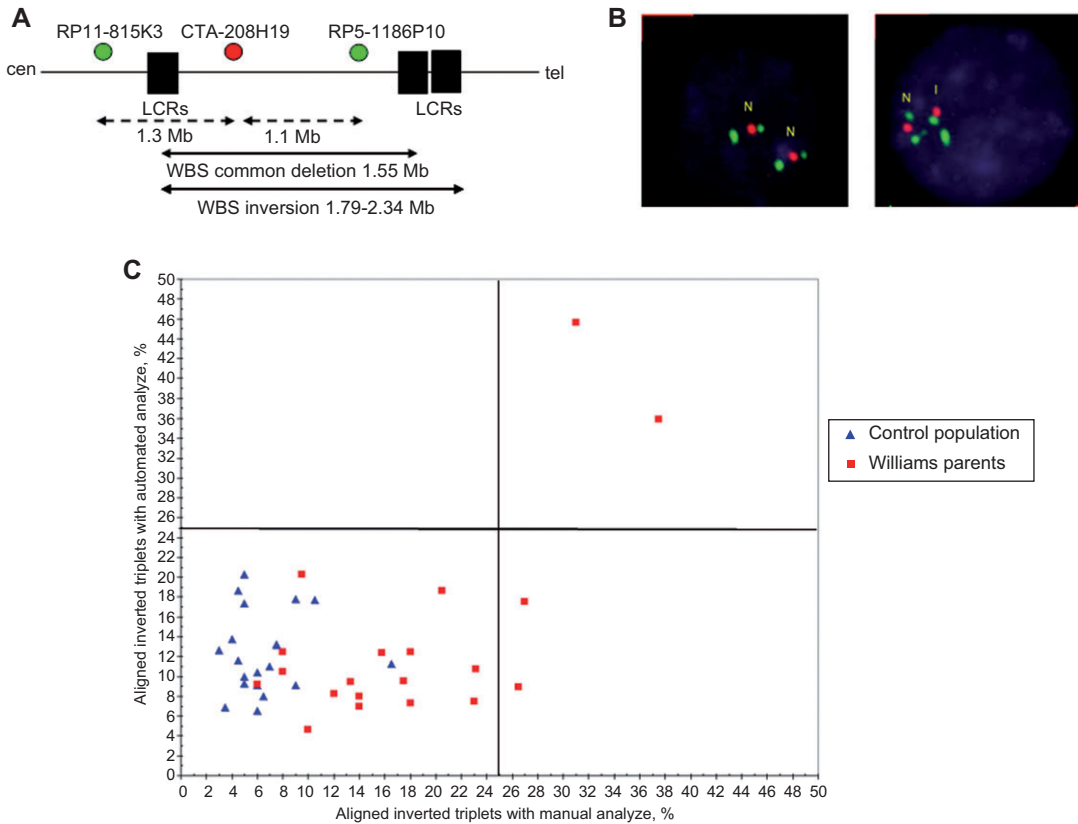 A
RP11-815K3 CTA-208H19 RP5-1186P10
cen tel
LCRs LCRs
1.3 Mb 1.1 Mb
WBS common deletion 1.55 Mb
WBS inversion 1.79-2.34 Mb
B
N N
N I
C
Aligned inverted triplets with automated analyze, %
50
48
46
44
42
40
38
36
34
32
30
28
26
24
22
20
18
16
14
12
10
8
6
4
2
0
0 2 4 6 8 10 12 14 16 18 20 22 24 26 28 30 32 34 36 38 40 42 44 46 48 50
Aligned inverted triplets with manual analyze, %
Control population
Williams parents